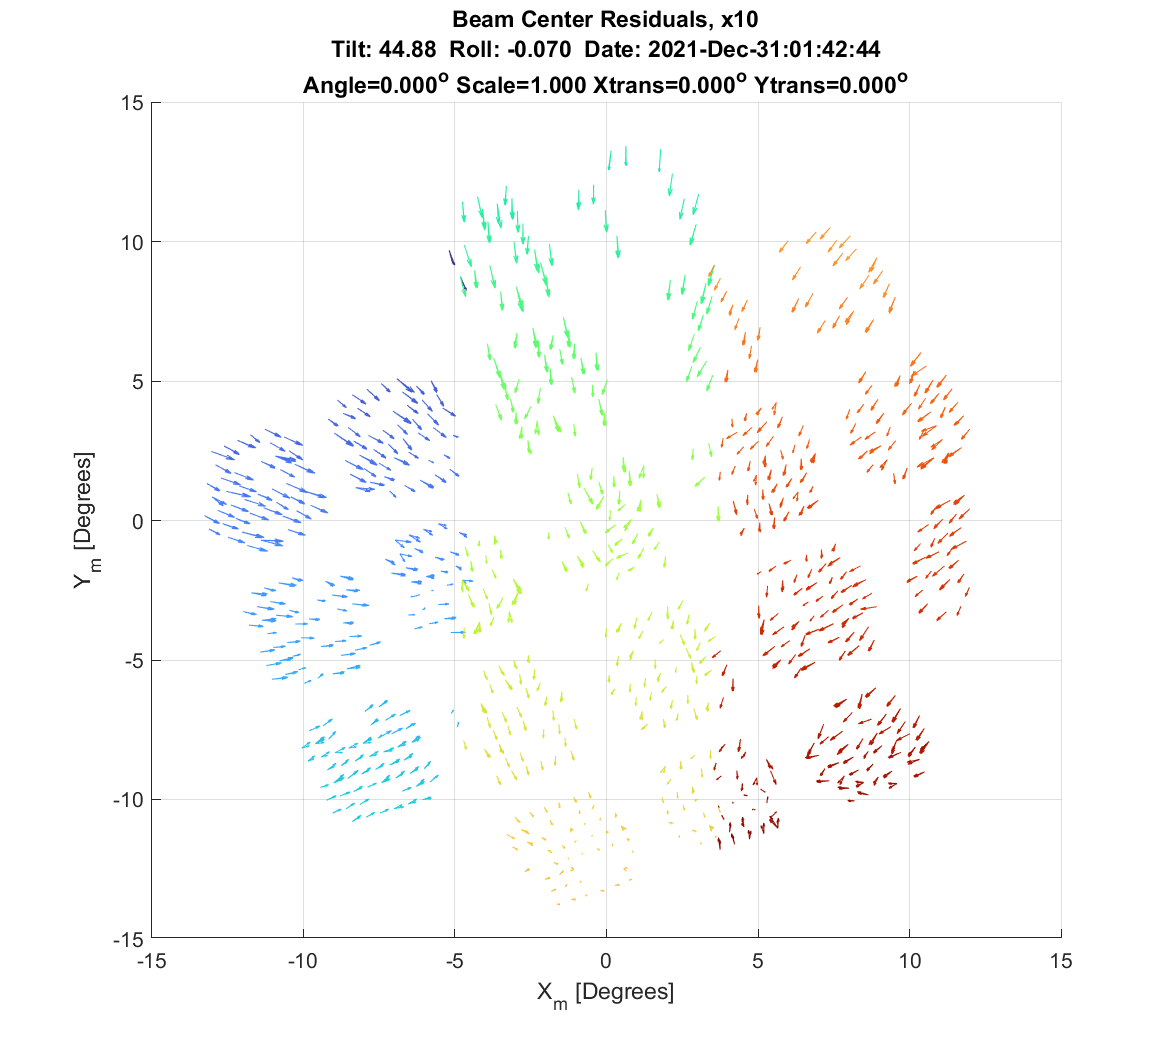 Beam Center Residuals, x10
Tilt: 44.88 Roll: -0.070 Date: 2021-Dec-31:01:42:44
Angle=0.000° Scale=1.000 Xtrans=0.000° Ytrans=0.000°
15
10
5
0
-5
-10
-15
Y_m [Degrees]
-15 -10 -5 0 5 10 15
X_m [Degrees]